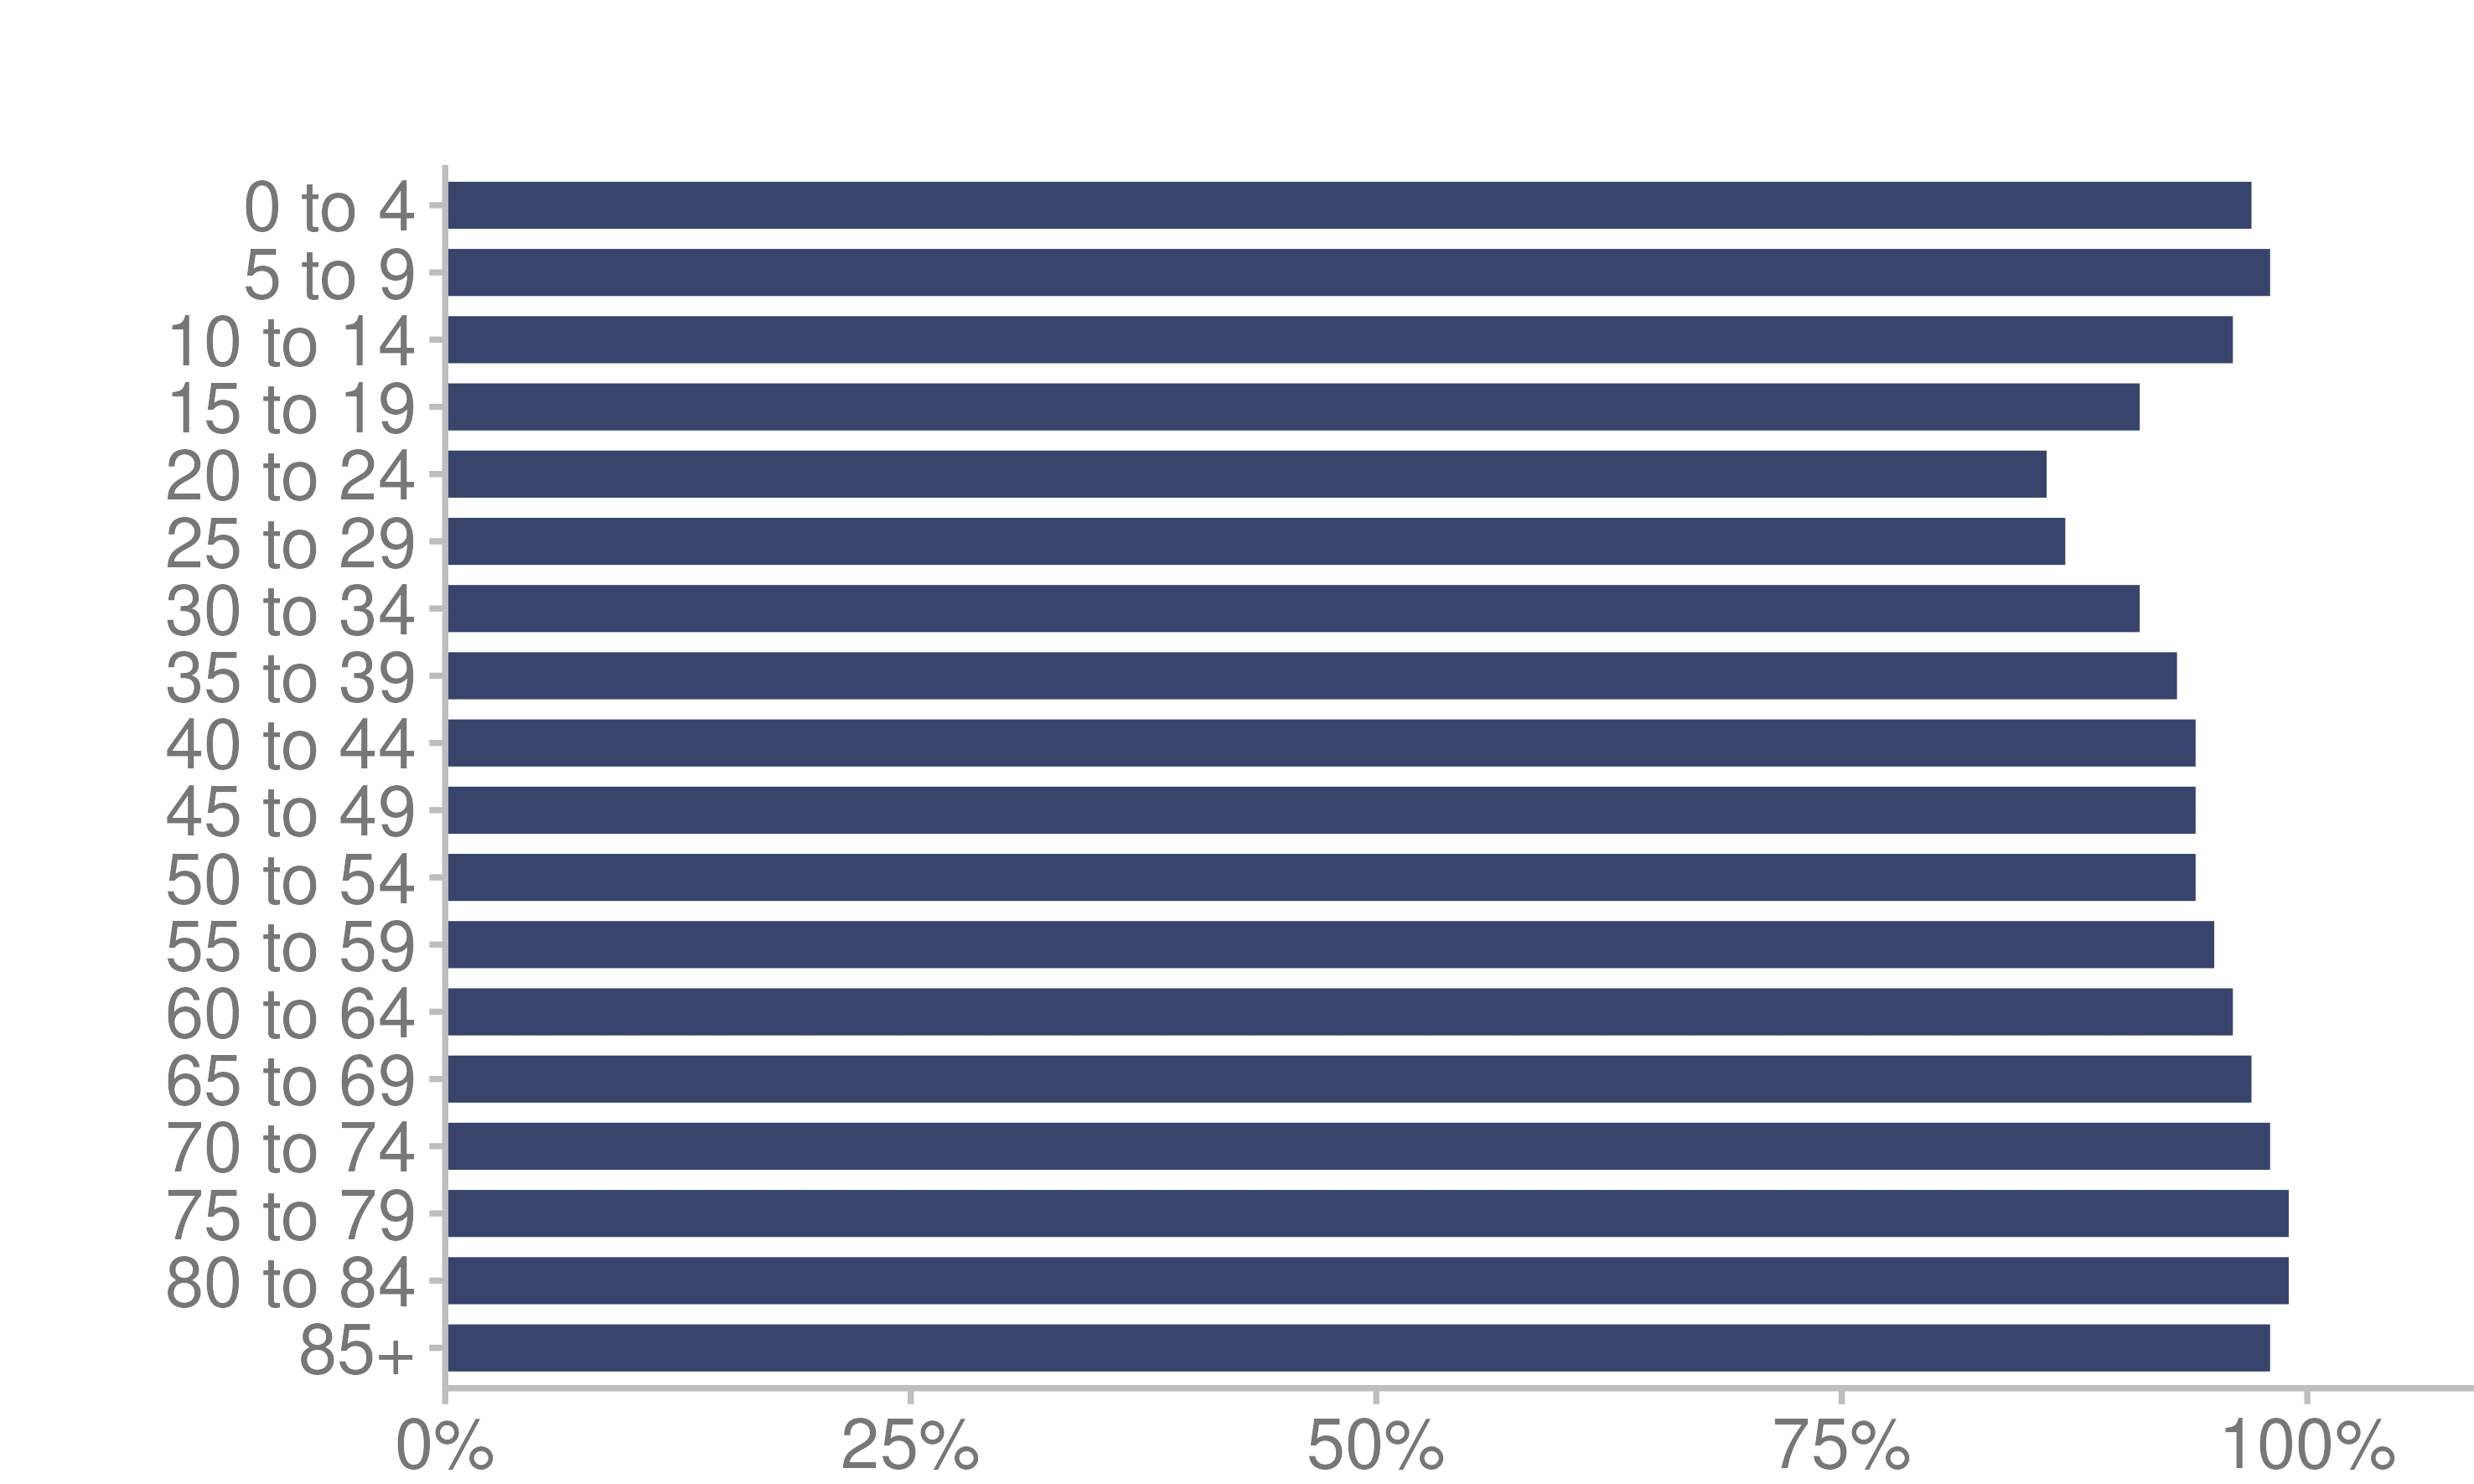 0 to 4
5 to 9
10 to 14
15 to 19
20 to 24
25 to 29
30 to 34
35 to 39
40 to 44
45 to 49
50 to 54
55 to 59
60 to 64
65 to 69
70 to 74
75 to 79
80 to 84
85+
0% 25% 50% 75% 100%